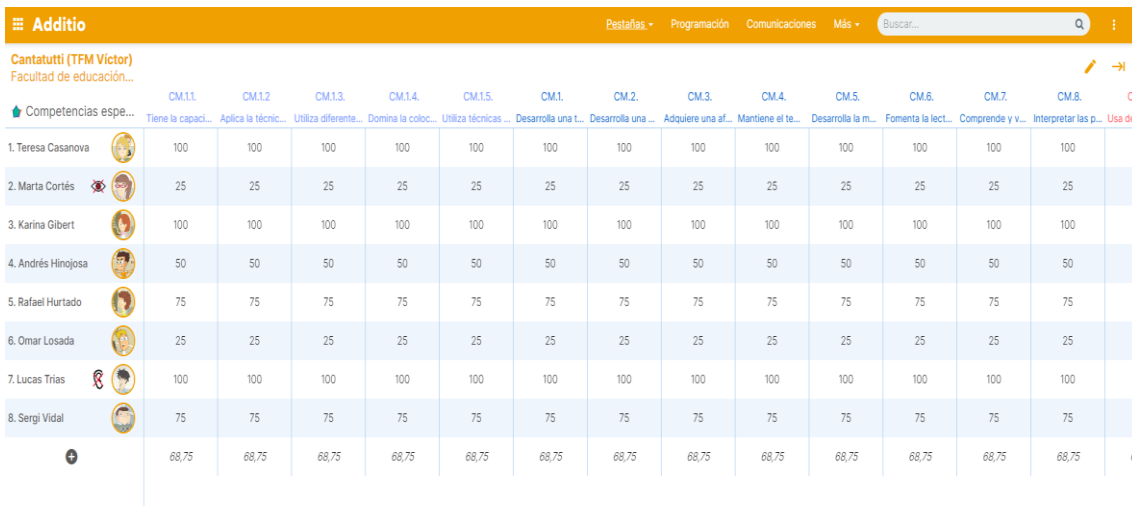 Additio Pestañas Programación Comunicaciones Más Buscar...
Cantatutti (TFM Víctor)
Facultad de educación...
CM.1.1. CM.1.2 CM.1.3. CM.1.4. CM.1.5. CM.1. CM.2. CM.3. CM.4. CM.5. CM.6. CM.7. CM.8. C
Competencias espe... Tiene la capaci... Aplica la técnic... Utiliza diferente... Domina la coloc... Utiliza técnicas ... Desarrolla una t... Desarrolla una ... Adquiere una af... Mantiene el te... Desarrolla la m... Fomenta la lect... Comprende y v... Interpretar las p... Usa de
1. Teresa Casanova 100 100 100 100 100 100 100 100 100 100 100 100 100
2. Marta Cortés 25 25 25 25 25 25 25 25 25 25 25 25 25
3. Karina Gibert 100 100 100 100 100 100 100 100 100 100 100 100 100
4. Andrés Hinojosa 50 50 50 50 50 50 50 50 50 50 50 50 50
5. Rafael Hurtado 75 75 75 75 75 75 75 75 75 75 75 75 75
6. Omar Losada 25 25 25 25 25 25 25 25 25 25 25 25 25
7. Lucas Trias 100 100 100 100 100 100 100 100 100 100 100 100 100
8. Sergi Vidal 75 75 75 75 75 75 75 75 75 75 75 75 75
68,75 68,75 68,75 68,75 68,75 68,75 68,75 68,75 68,75 68,75 68,75 68,75 68,75